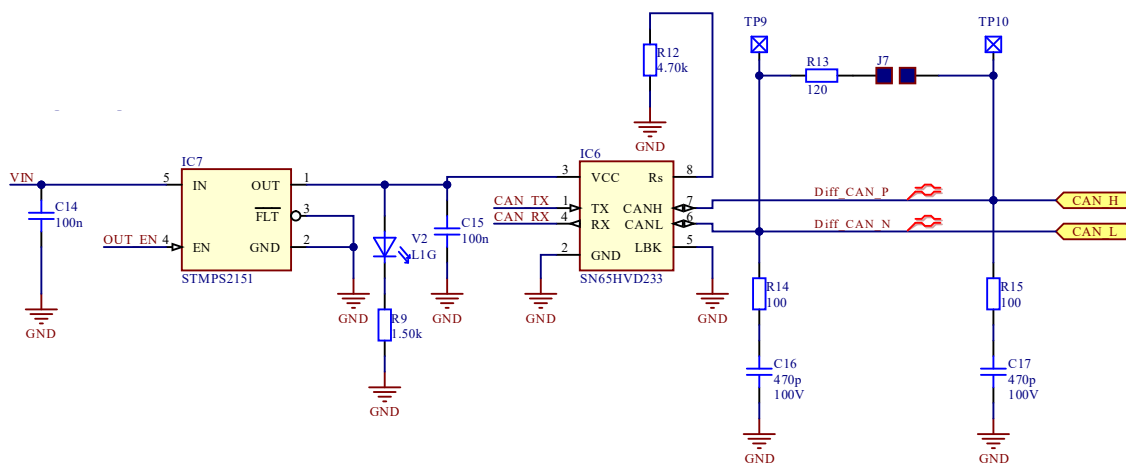 TP9
TP10
R12
4.70k
R13
120
J7
GND
IC7
IC6
VIN
5
IN
OUT
1
3
VCC
Rs
8
C14
100n
FLT
3
CAN_TX
1
TX
CANH
7
Diff_CAN_P
CAN_H
CAN_RX
4
RX
CANL
6
Diff_CAN_N
CAN_L
C15
100n
OUT_EN
4
EN
GND
2
V2
L1G
2
GND
LBK
5
STMPS2151
SN65HVD233
R14
100
R15
100
GND
GND
GND
GND
GND
R9
1.50k
GND
C16
470p
100V
C17
470p
100V
GND
GND